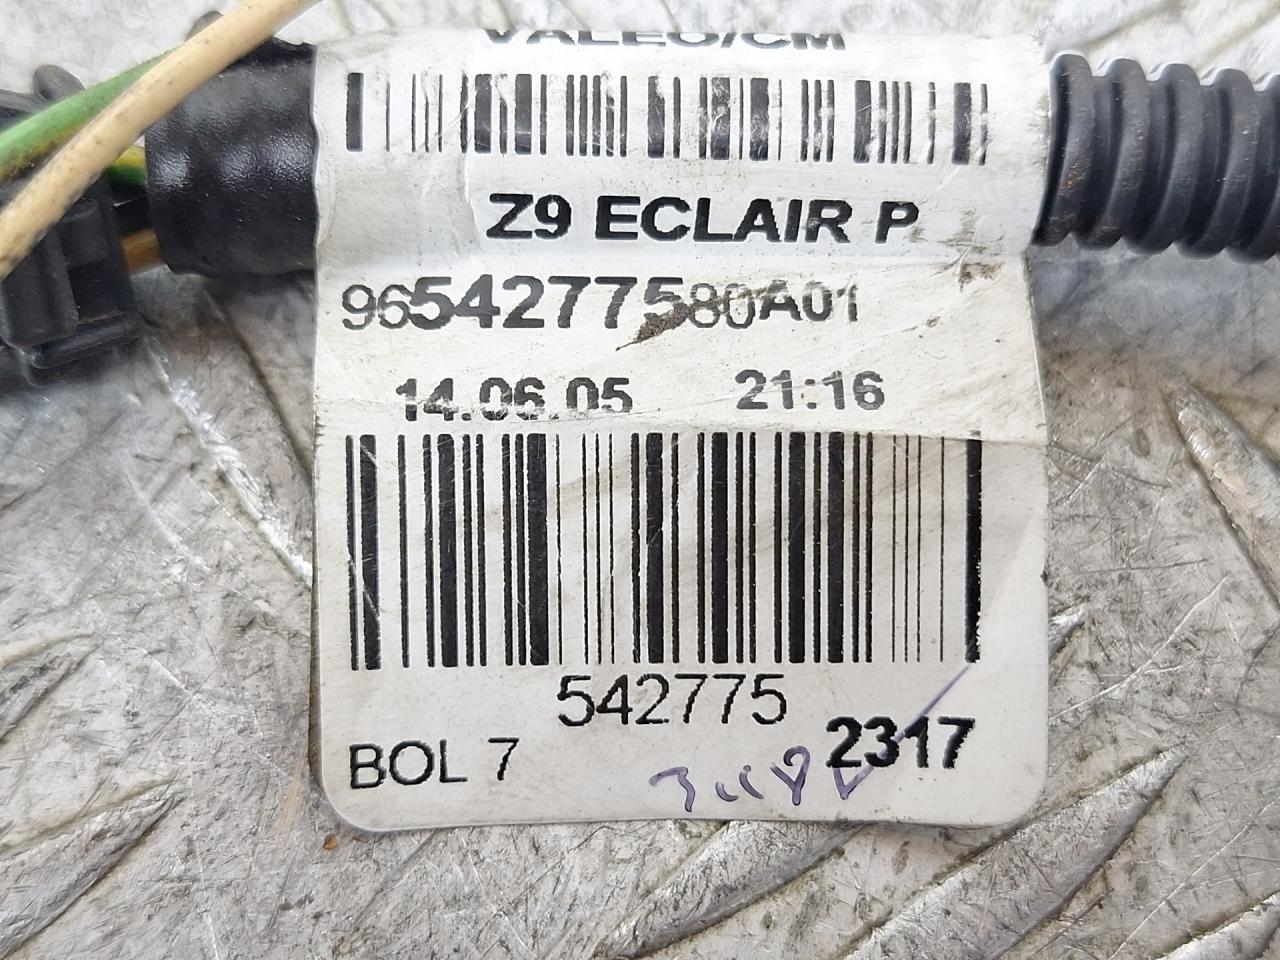 VALEO/CM
Z9 ECLAIR P
9654277580A01
14.06.05 21:16
542775
BOL 7 2317